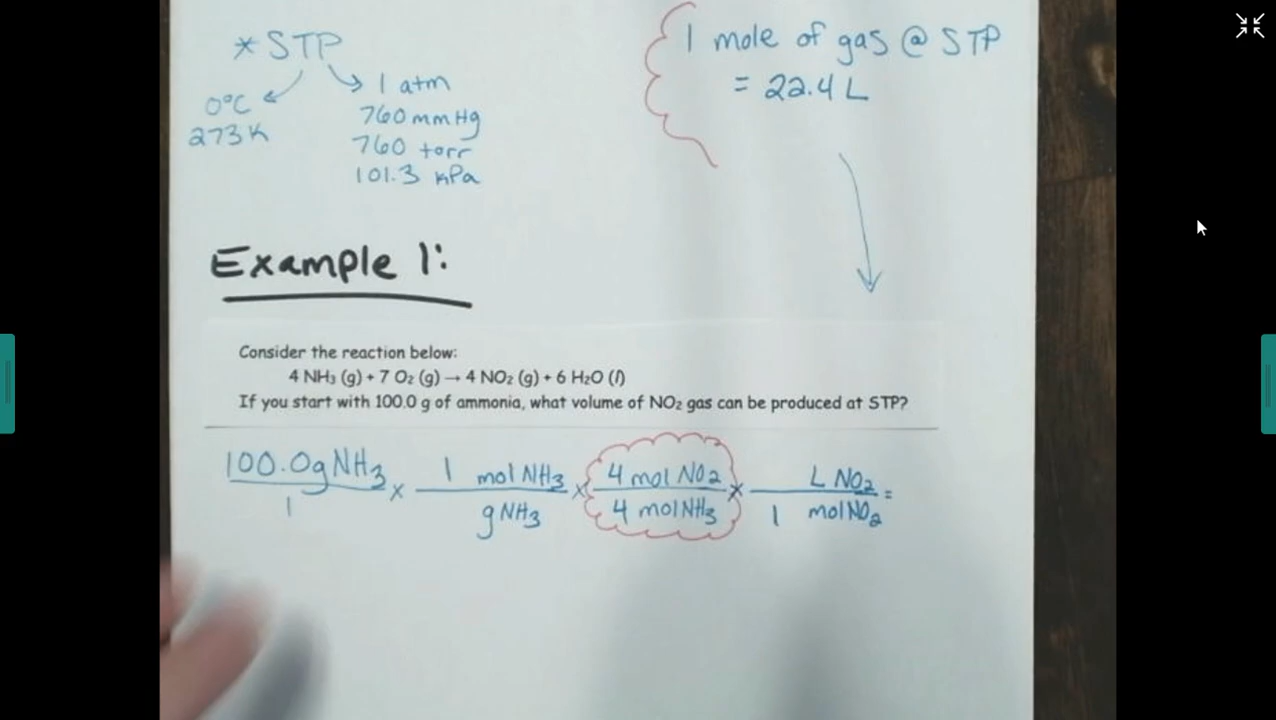 *STP
0°C
273K
1 atm
760 mmHg
760 torr
101.3 kPa
1 mole of gas @ STP
= 22.4 L
Example 1:
Consider the reaction below:
4 NH₃ (g) + 7 O₂ (g) → 4 NO₂ (g) + 6 H₂O (l)
If you start with 100.0 g of ammonia, what volume of NO₂ gas can be produced at STP?
100.0g NH₃ x 1 mol NH₃ x 4 mol NO₂ x L NO₂ =
1 g NH₃ 4 mol NH₃ 1 mol NO₂